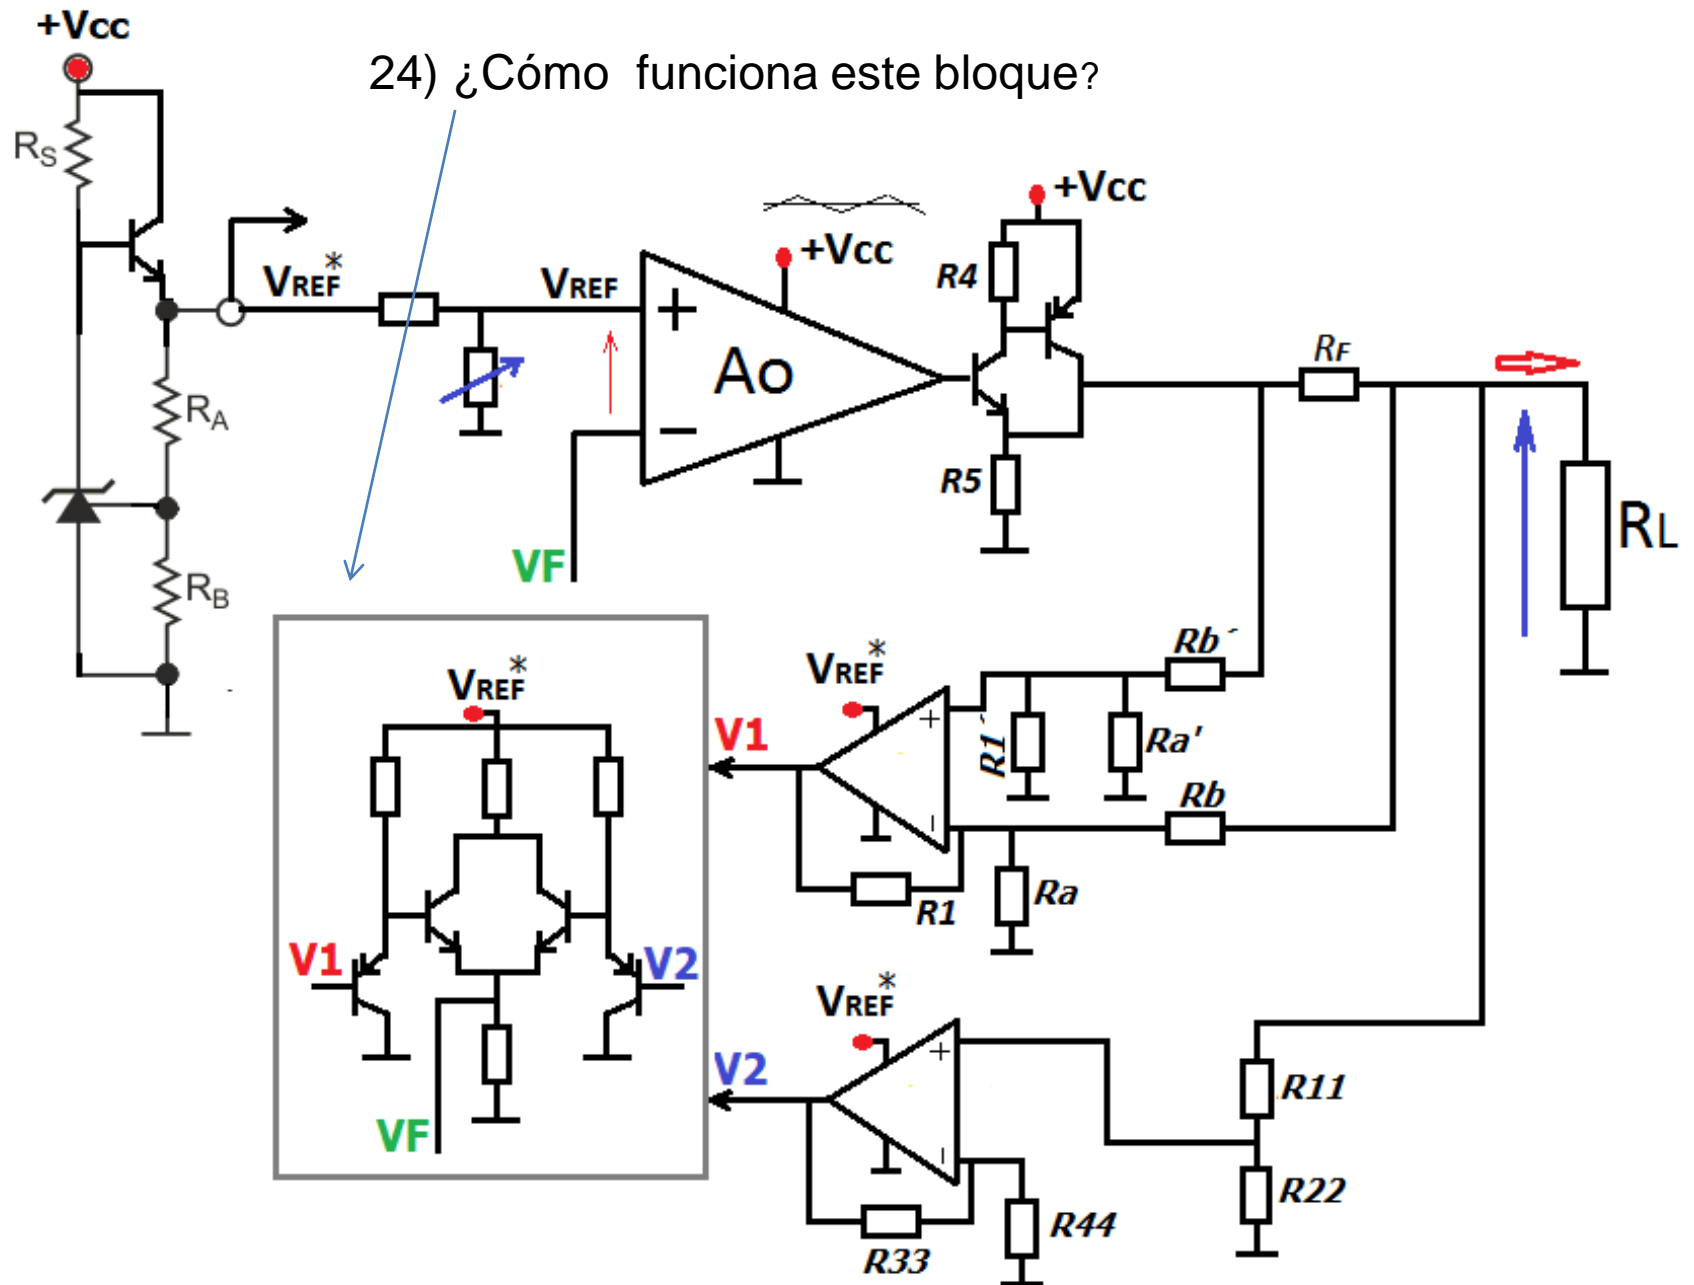 +Vcc
24) ¿Cómo funciona este bloque?
RS
+Vcc
+Vcc
VREF*
VREF
R4
RF
+
Ao
RA
−
R5
RL
VF
RB
Rb´
VREF*
VREF*
V1
+
R1´
Ra'
Rb
−
R1
Ra
V1
V2
VREF*
V2
+
R11
VF
−
R22
R44
R33